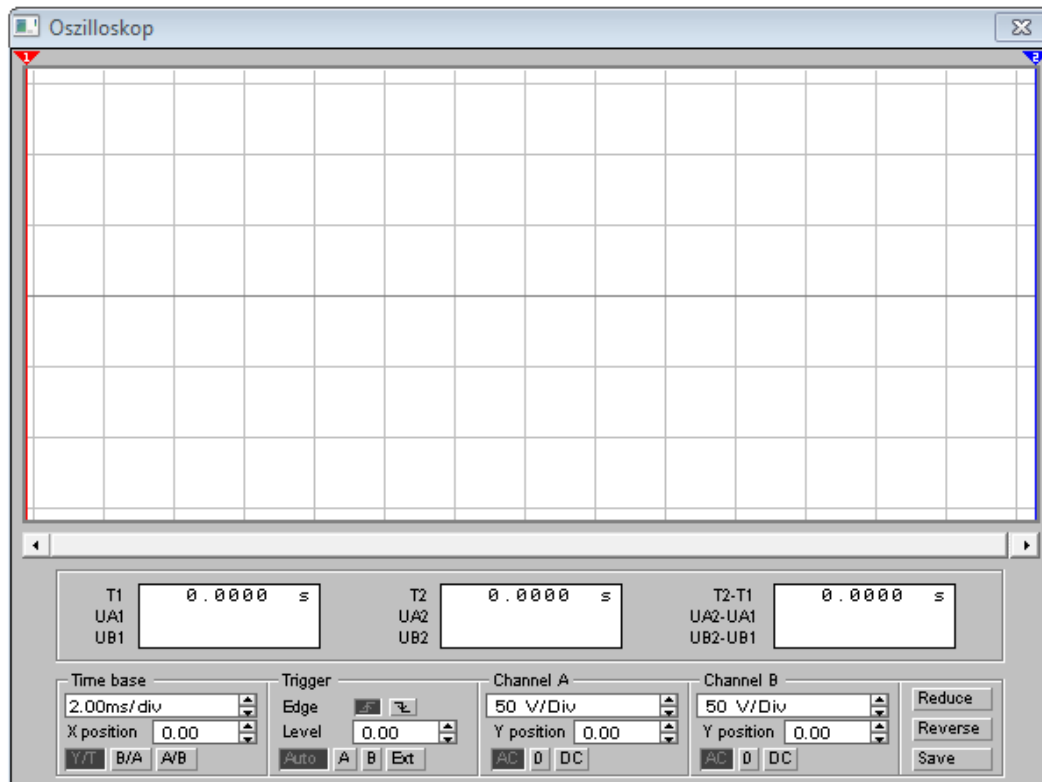 Oszilloskop
1 2
T1 0.0000 s T2 0.0000 s T2-T1 0.0000 s
UA1 UA2 UA2-UA1
UB1 UB2 UB2-UB1
Time base Trigger Channel A Channel B
2.00ms/div Edge 50 V/Div 50 V/Div Reduce
X position 0.00 Level 0.00 Y position 0.00 Y position 0.00 Reverse
Y/T B/A A/B Auto A B Ext AC 0 DC AC 0 DC Save